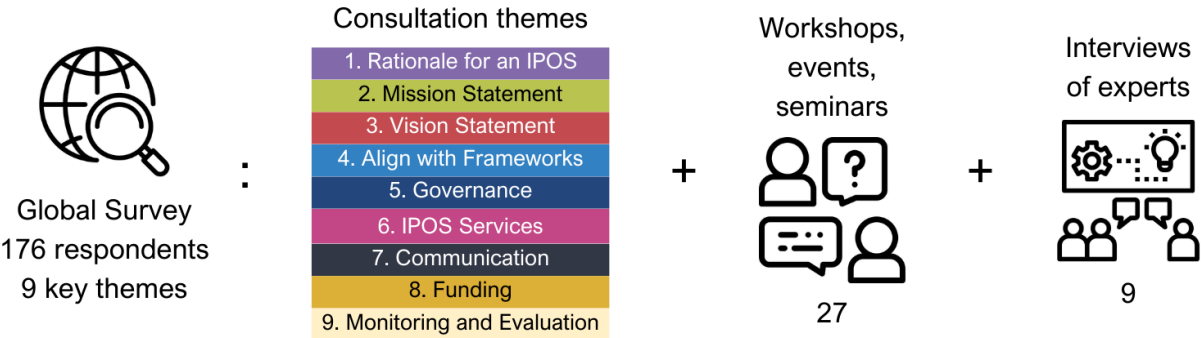 Global Survey
176 respondents
9 key themes
:
Consultation themes
1. Rationale for an IPOS
2. Mission Statement
3. Vision Statement
4. Align with Frameworks
5. Governance
6. IPOS Services
7. Communication
8. Funding
9. Monitoring and Evaluation
+
Workshops,
events,
seminars
?
27
+
Interviews
of experts
9